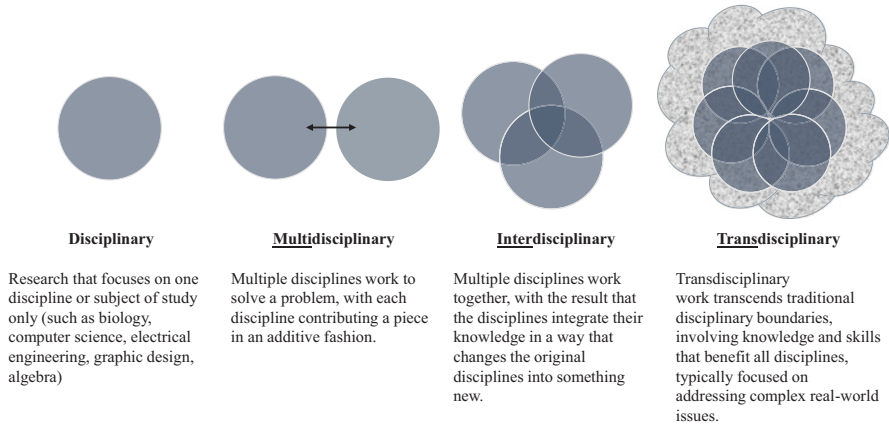 Disciplinary
Research that focuses on one
discipline or subject of study
only (such as biology,
computer science, electrical
engineering, graphic design,
algebra)
Multidisciplinary
Multiple disciplines work to
solve a problem, with each
discipline contributing a piece
in an additive fashion.
Interdisciplinary
Multiple disciplines work
together, with the result that
the disciplines integrate their
knowledge in a way that
changes the original
disciplines into something
new.
Transdisciplinary
Transdisciplinary
work transcends traditional
disciplinary boundaries,
involving knowledge and skills
that benefit all disciplines,
typically focused on
addressing complex real-world
issues.